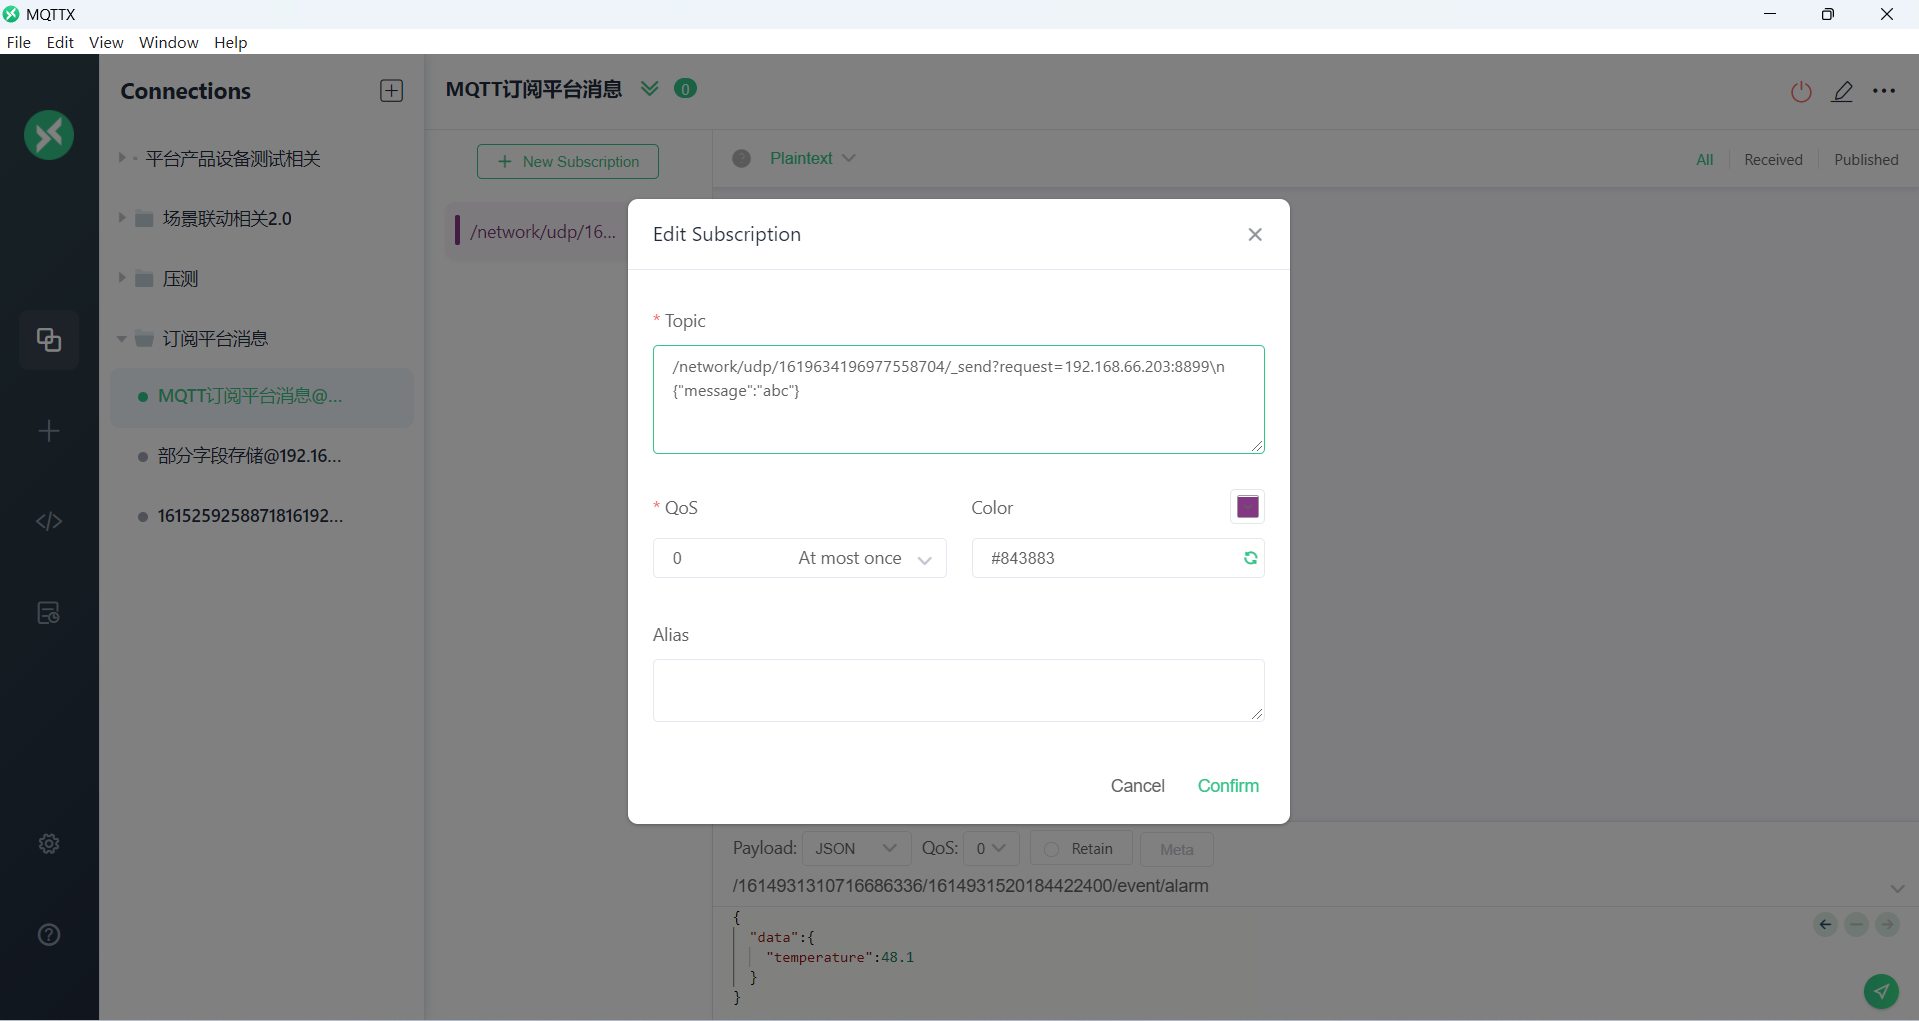 MQTTX
File Edit View Window Help
Connections
平台产品设备测试相关
场景联动相关2.0
压测
订阅平台消息
MQTT订阅平台消息@...
部分字段存储@192.16...
1615259258871816192...
MQTT订阅平台消息 0
New Subscription
Plaintext
All Received Published
/network/udp/16...
Edit Subscription
* Topic
/network/udp/1619634196977558704/_send?request=192.168.66.203:8899\n
{"message":"abc"}
* QoS
Color
0 At most once
#843883
Alias
Cancel Confirm
Payload: JSON QoS: 0 Retain Meta
/1614931310716686336/1614931520184422400/event/alarm
{
"data":{
"temperature":48.1
}
}